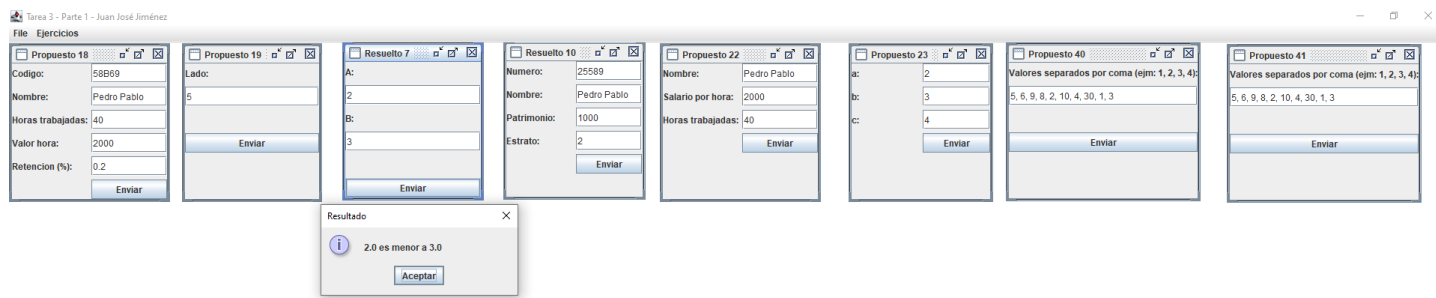 Tarea 3 - Parte 1 - Juan José Jiménez
File Ejercicios
Propuesto 18
Codigo: 58B69
Nombre: Pedro Pablo
Horas trabajadas: 40
Valor hora: 2000
Retencion (%): 0.2
Enviar
Propuesto 19
Lado:
5
Enviar
Resuelto 7
A:
2
B:
3
Enviar
Resuelto 10
Numero: 25589
Nombre: Pedro Pablo
Patrimonio: 1000
Estrato: 2
Enviar
Propuesto 22
Nombre: Pedro Pablo
Salario por hora: 2000
Horas trabajadas: 40
Enviar
Propuesto 23
a: 2
b: 3
c: 4
Enviar
Propuesto 40
Valores separados por coma (ejm: 1, 2, 3, 4):
5, 6, 9, 8, 2, 10, 4, 30, 1, 3
Enviar
Propuesto 41
Valores separados por coma (ejm: 1, 2, 3, 4):
5, 6, 9, 8, 2, 10, 4, 30, 1, 3
Enviar
Resultado
2.0 es menor a 3.0
Aceptar